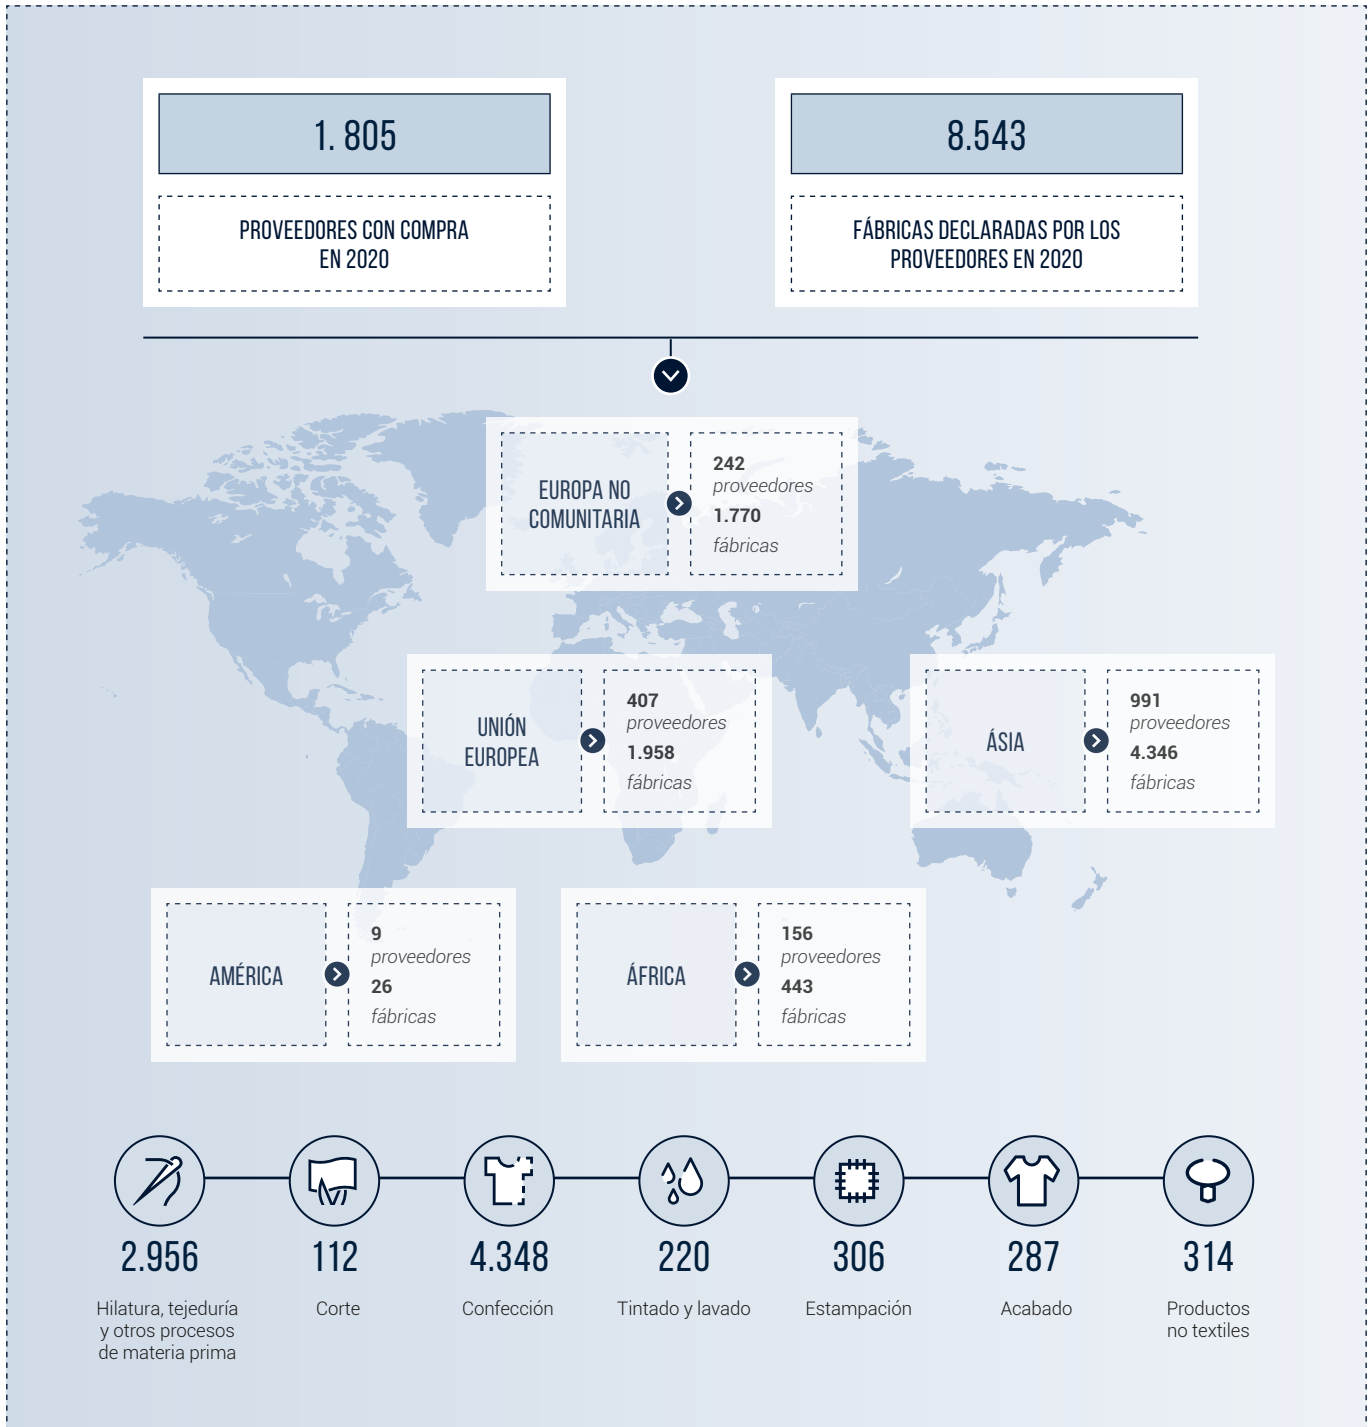 1. 805
PROVEEDORES CON COMPRA
EN 2020
8.543
FÁBRICAS DECLARADAS POR LOS
PROVEEDORES EN 2020
EUROPA NO
COMUNITARIA
242
proveedores
1.770
fábricas
UNIÓN
EUROPEA
407
proveedores
1.958
fábricas
ÁSIA
991
proveedores
4.346
fábricas
AMÉRICA
9
proveedores
26
fábricas
ÁFRICA
156
proveedores
443
fábricas
2.956
Hilatura, tejeduría
y otros procesos
de materia prima
112
Corte
4.348
Confección
220
Tintado y lavado
306
Estampación
287
Acabado
314
Productos
no textiles